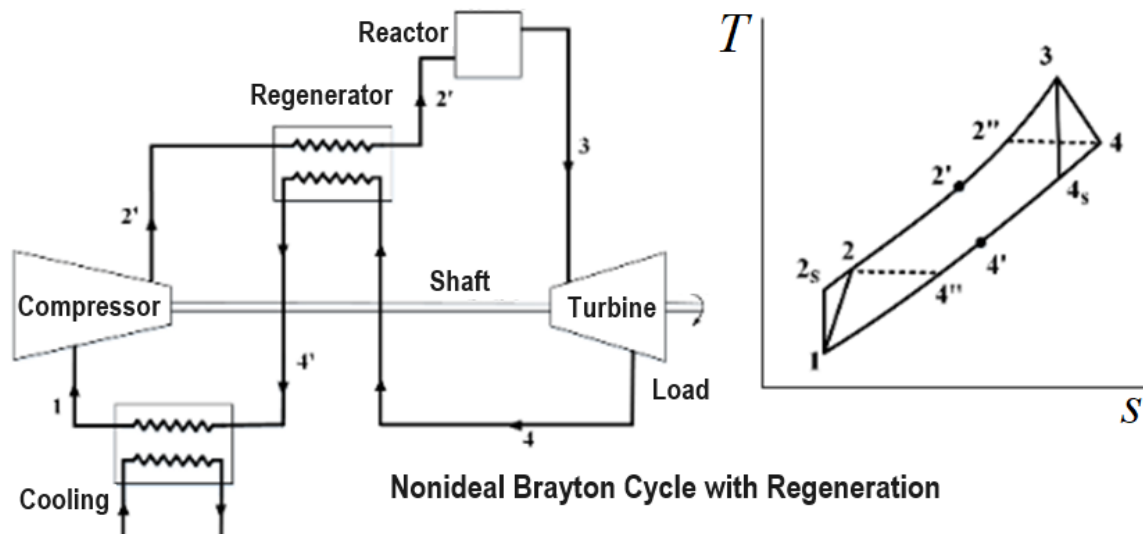 Reactor
Regenerator
2'
3
2'
Compressor
Shaft
Turbine
1
4'
Load
4
Cooling
Nonideal Brayton Cycle with Regeneration
T
3
2"
4
2'
4s
2
2s
4'
4"
1
s